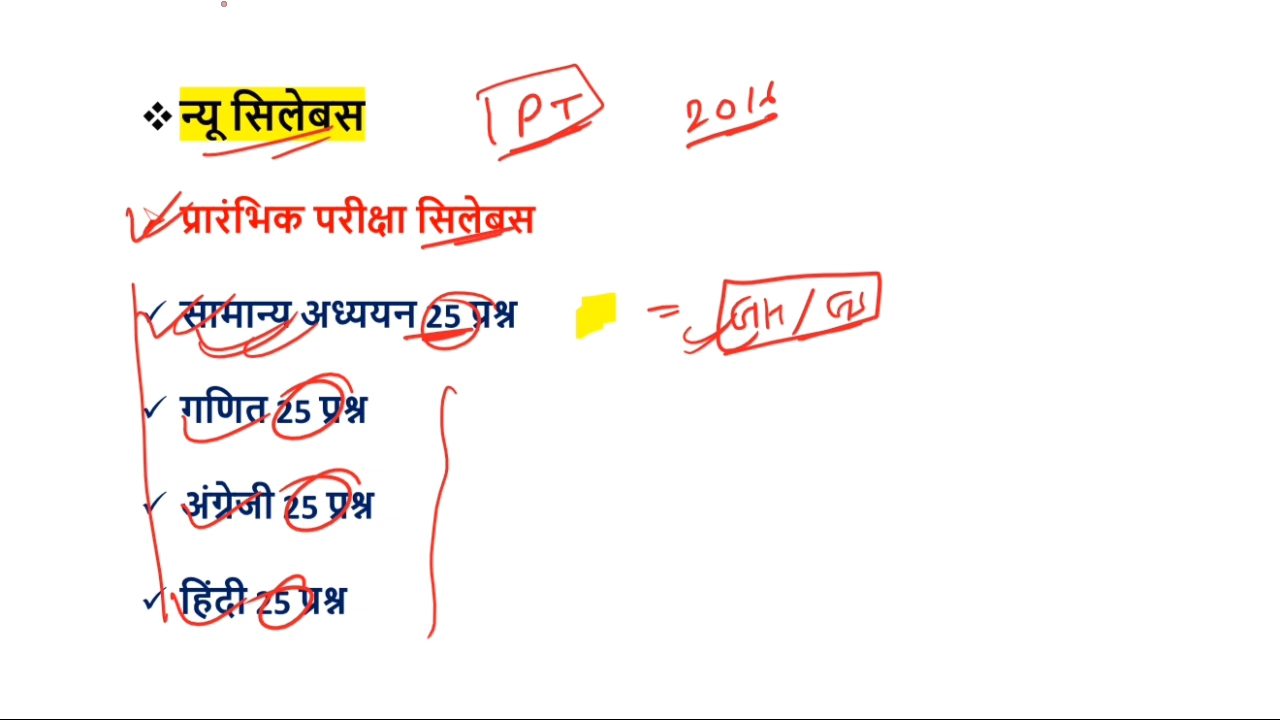 ❖ न्यू सिलेबस PT
प्रारंभिक परीक्षा सिलेबस
✓ सामान्य अध्ययन 25 प्रश्न =
✓ गणित 25 प्रश्न
✓ अंग्रेजी 25 प्रश्न
✓ हिंदी 25 प्रश्न